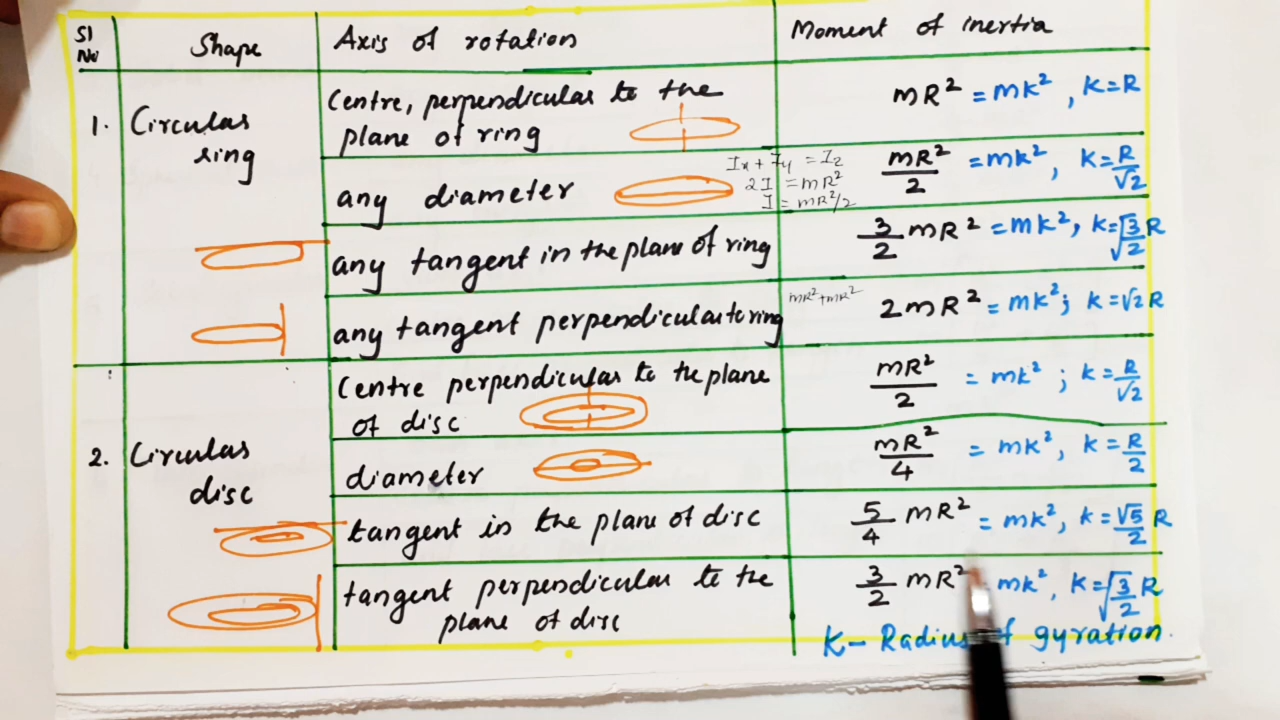 Sl No Shape Axis of rotation Moment of inertia
1. Circular ring
Centre, perpendicular to the
plane of ring
mR² = mk², k=R
any diameter
Ix + Iy = Iz
2I = mR²
I = mR²/2
mR²/2 = mk², k=R/√2
any tangent in the plane of ring
3/2 mR² = mk², k=√3/2 R
any tangent perpendicular to ring
mR²+mR²
2mR² = mk²; k=√2R
2. Circular disc
Centre perpendicular to the plane
of disc
mR²/2 = mk²; k=R/√2
diameter
mR²/4 = mk², k=R/2
tangent in the plane of disc
5/4 mR² = mk², k=√5/2 R
tangent perpendicular to the
plane of disc
3/2 mR² mk², k=√3/2 R
K- Radius of gyration.